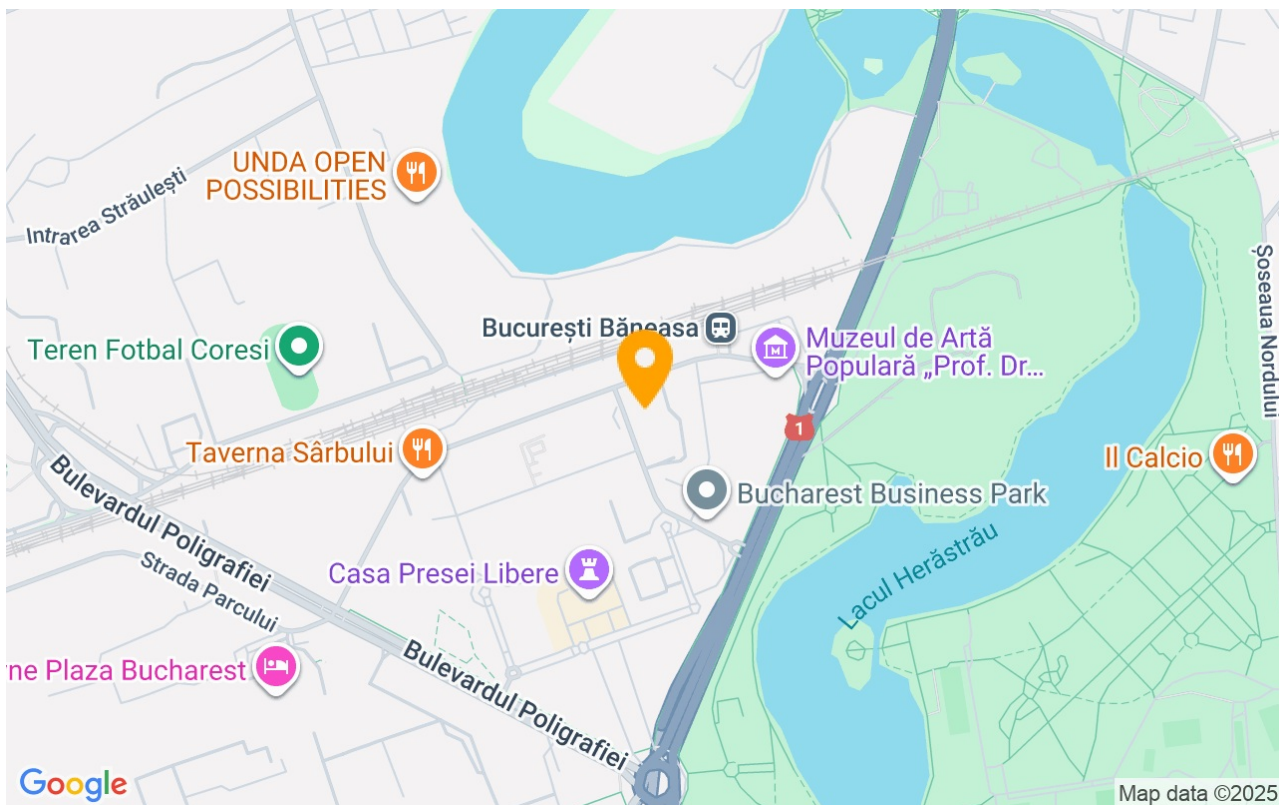 UNDA OPEN
POSSIBILITIES
Intrarea Străulești
București Băneasa
Teren Fotbal Coresi
Muzeul de Artă
Populară „Prof. Dr...
Șoseaua Nordului
1
Taverna Sârbului
Il Calcio
Bucharest Business Park
Bulevardul Poligrafiei
Strada Parcului
Casa Presei Libere
Lacul Herăstrău
ne Plaza Bucharest
Bulevardul Poligrafiei
Google
Map data ©2025